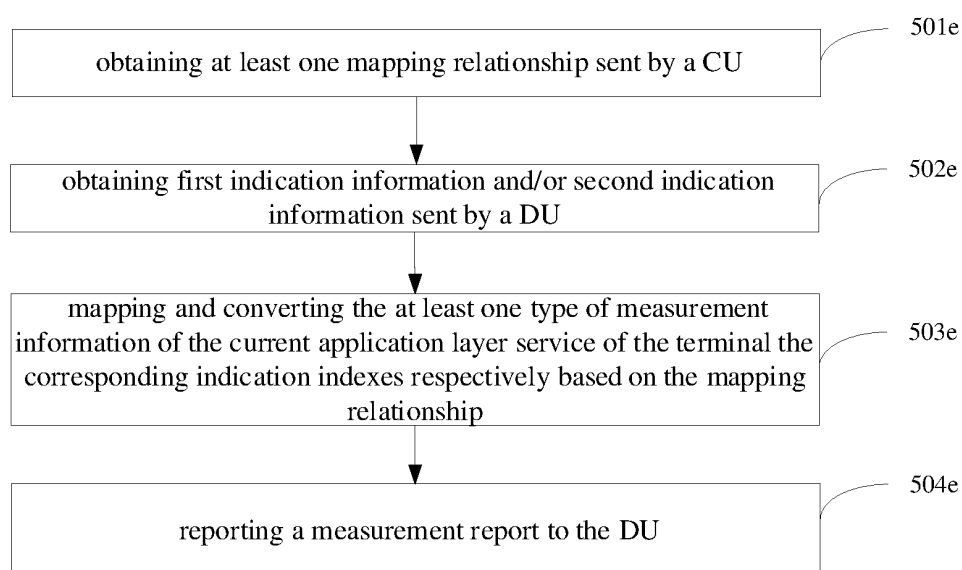 501e
obtaining at least one mapping relationship sent by a CU
502e
obtaining first indication information and/or second indication
information sent by a DU
503e
mapping and converting the at least one type of measurement
information of the current application layer service of the terminal the
corresponding indication indexes respectively based on the mapping
relationship
504e
reporting a measurement report to the DU